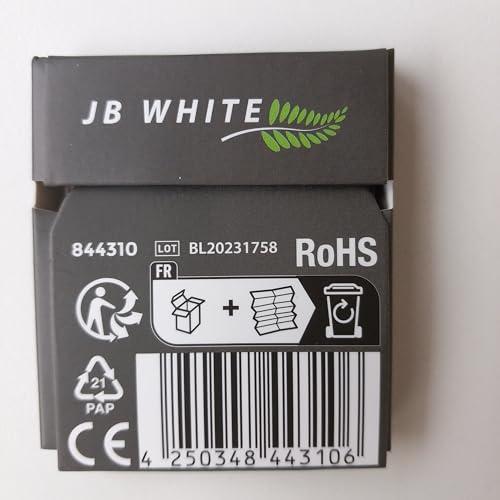 JB WHITE
844310 LOT BL20231758 RoHS
FR
21
PAP
CE
4 250348 443106